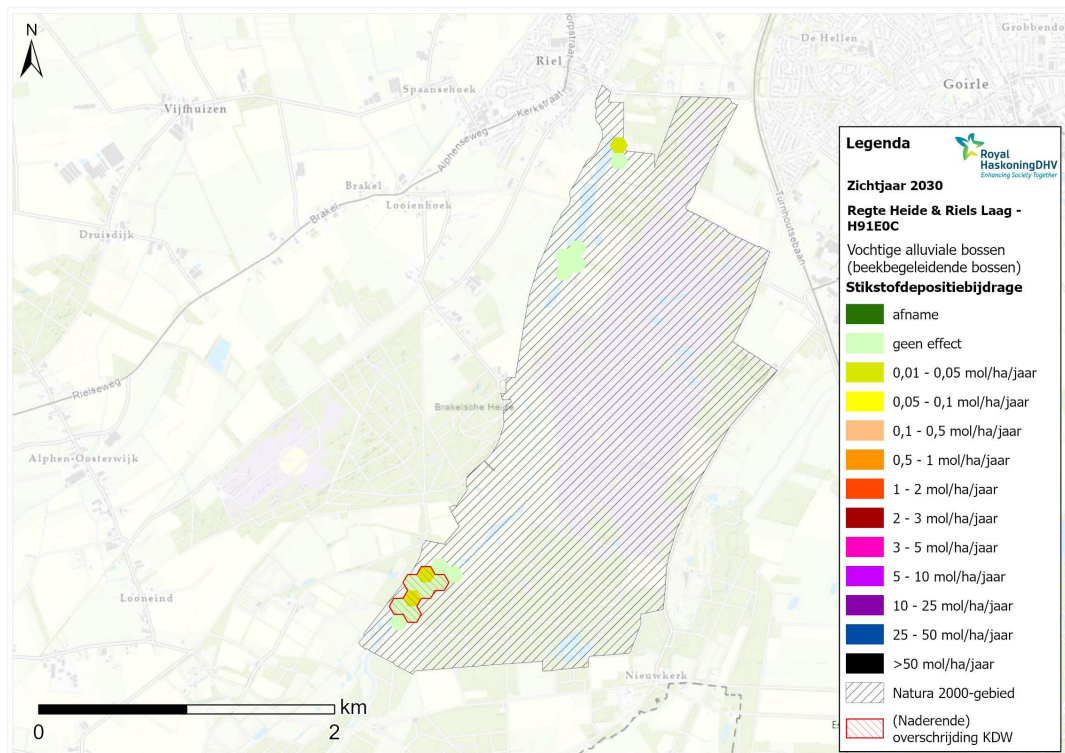 N
Riel
Dorpstraat
De Hellen
Goirle
Spaansehoek
Kerkstraat
Vijfhuizen
Alphenseweg
Brakel
Brakel
Looienhoek
Druisdijk
Turnhoutsebaan
Rielseweg
Brakelsche Heide
Alphen-Oosterwijk
Looneind
Nieuwkerk
km
0
2
Legenda
Royal
HaskoningDHV
Enhancing Society Together
Zichtjaar 2030
Regte Heide & Riels Laag -
H91E0C
Vochtige alluviale bossen
(beekbegeleidende bossen)
Stikstofdepositiebijdrage
afname
geen effect
0,01 - 0,05 mol/ha/jaar
0,05 - 0,1 mol/ha/jaar
0,1 - 0,5 mol/ha/jaar
0,5 - 1 mol/ha/jaar
1 - 2 mol/ha/jaar
2 - 3 mol/ha/jaar
3 - 5 mol/ha/jaar
5 - 10 mol/ha/jaar
10 - 25 mol/ha/jaar
25 - 50 mol/ha/jaar
>50 mol/ha/jaar
Natura 2000-gebied
(Naderende)
overschrijding KDW